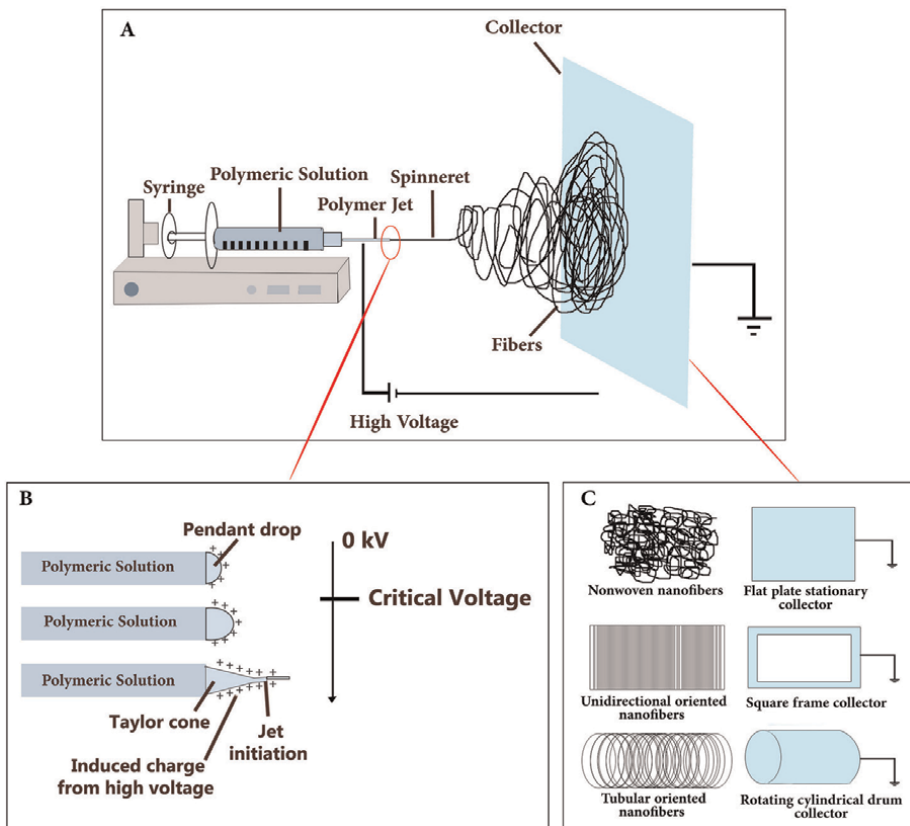 A
Collector
Polymeric Solution
Syringe
Spinneret
Polymer Jet
Fibers
High Voltage
B
Pendant drop
0 kV
Polymeric Solution
Critical Voltage
Polymeric Solution
Polymeric Solution
Taylor cone
Jet
initiation
Induced charge
from high voltage
C
Nonwoven nanofibers
Flat plate stationary
collector
Unidirectional oriented
nanofibers
Square frame collector
Tubular oriented
nanofibers
Rotating cylindrical drum
collector